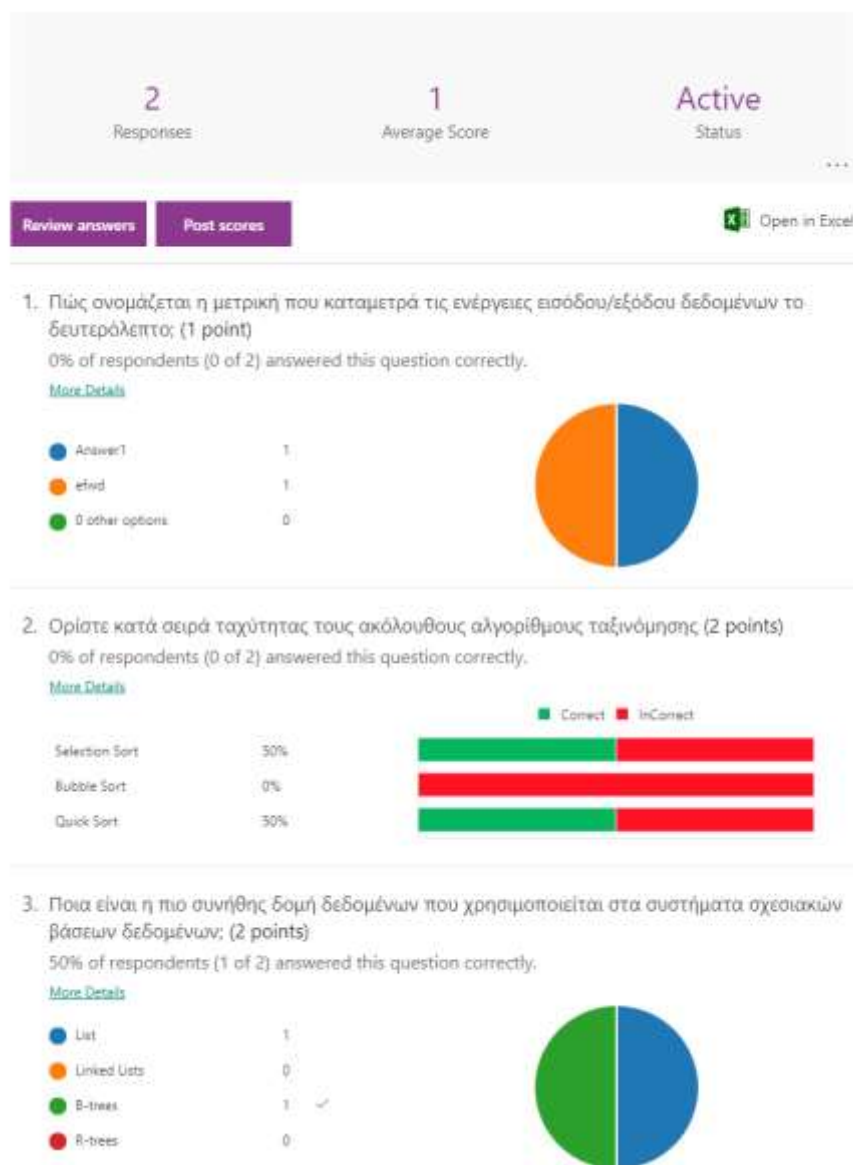 2 1 Active
Responses Average Score Status
...
Review answers Post scores Open in Excel
1. Πώς ονομάζεται η μετρική που καταμετρά τις ενέργειες εισόδου/εξόδου δεδομένων το
δευτερόλεπτο; (1 point)
0% of respondents (0 of 2) answered this question correctly.
More Details
Answer1 1
efwd 1
0 other options 0
2. Ορίστε κατά σειρά ταχύτητας τους ακόλουθους αλγορίθμους ταξινόμησης (2 points)
0% of respondents (0 of 2) answered this question correctly.
More Details
Correct InCorrect
Selection Sort 50%
Bubble Sort 0%
Quick Sort 50%
3. Ποια είναι η πιο συνήθης δομή δεδομένων που χρησιμοποιείται στα συστήματα σχεσιακών
βάσεων δεδομένων; (2 points)
50% of respondents (1 of 2) answered this question correctly.
More Details
List 1
Linked Lists 0
B-trees 1
R-trees 0